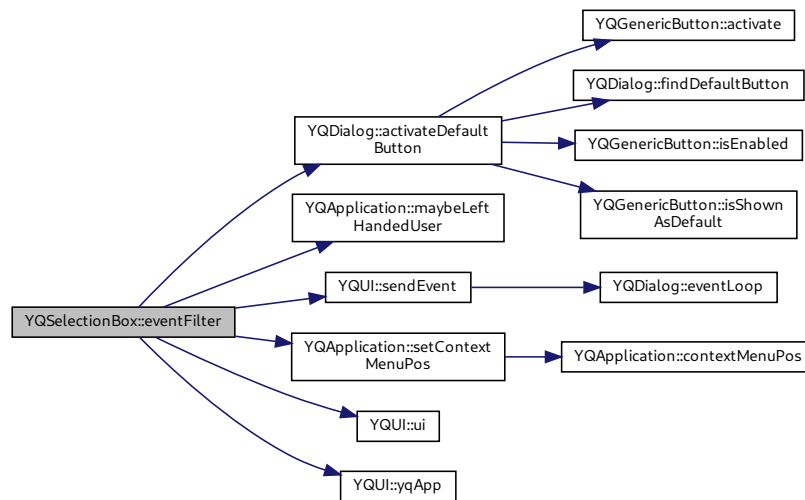 YQGenericButton::activate
YQDialog::findDefaultButton
YQDialog::activateDefault
Button
YQGenericButton::isEnabled
YQGenericButton::isShown
AsDefault
YQApplication::maybeLeft
HandedUser
YQUI::sendEvent
YQDialog::eventLoop
YQSelectionBox::eventFilter
YQApplication::setContext
MenuPos
YQApplication::contextMenuPos
YQUI::ui
YQUI::yqApp